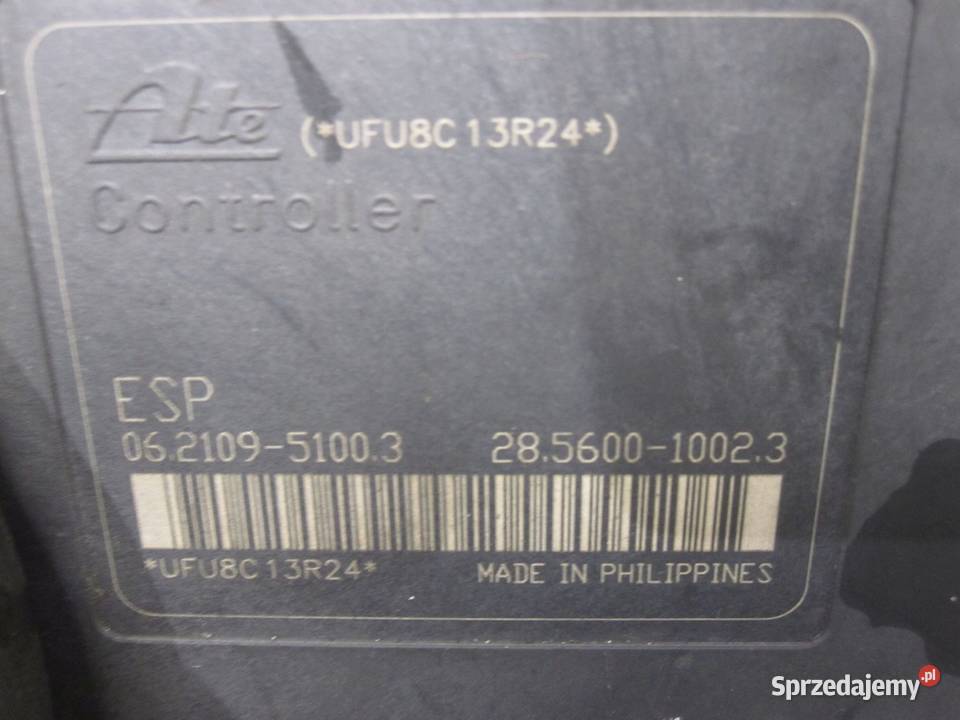 Ate (*UFU8C13R24*)
Controller
ESP
06.2109-5100.3 28.5600-1002.3
*UFU8C13R24* MADE IN PHILIPPINES
Sprzedajemy.pl